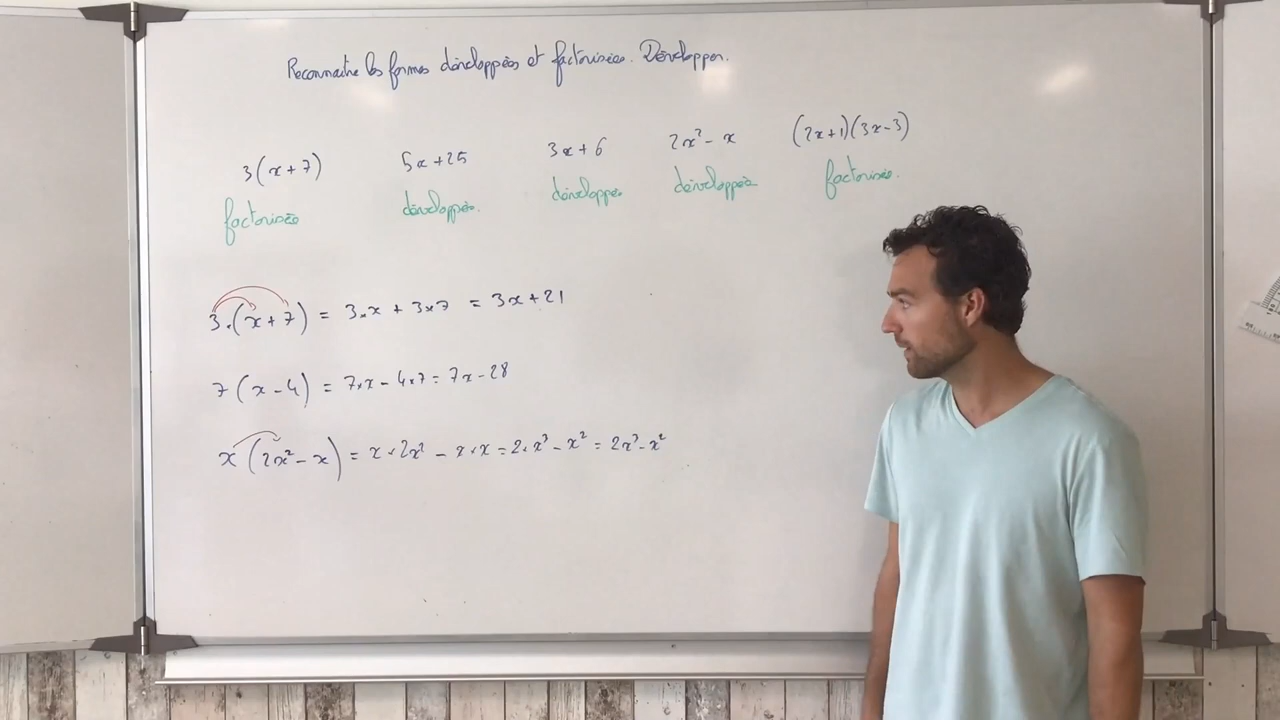 Reconnaitre les formes développées et factorisées. Développer.
3(x+7) 5x+25 3x+6 2x²-x (2x+1)(3x-3)
factorisée développée. développée développée factorisée.
3.(x+7) = 3.x + 3×7 = 3x+21
7(x-4) = 7×x - 4×7 = 7x-28
x(2x²-x) = x×2x² - x×x = 2.x³ - x² = 2x³-x²